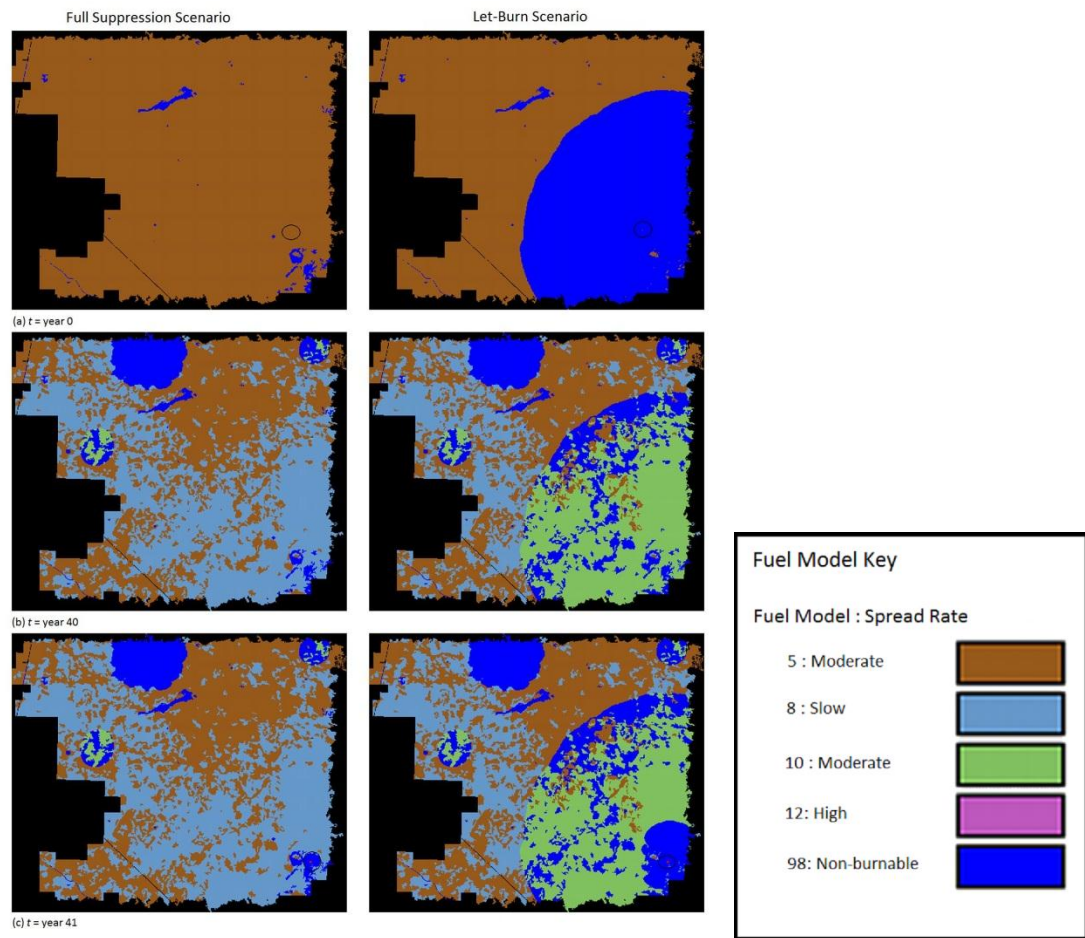 Full Suppression Scenario
Let-Burn Scenario
(a) t = year 0
(b) t = year 40
(c) t = year 41
Fuel Model Key
Fuel Model : Spread Rate
5 : Moderate
8 : Slow
10 : Moderate
12: High
98: Non-burnable